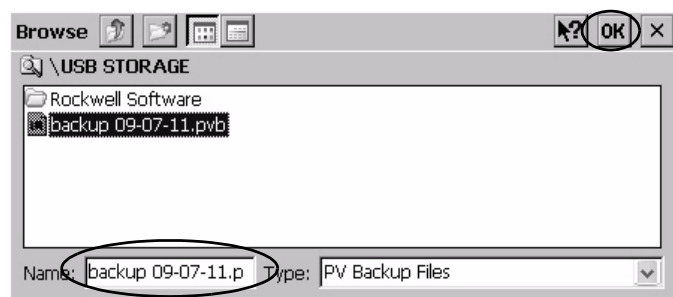 Browse ? OK ×
\USB STORAGE
Rockwell Software
backup 09-07-11.pvb
Name: backup 09-07-11.p Type: PV Backup Files